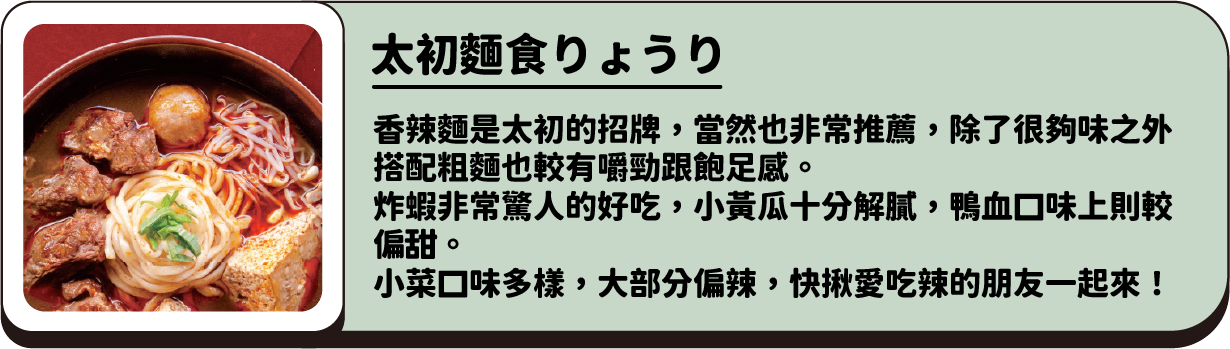 太初麵食りょうり
香辣麵是太初的招牌，當然也非常推薦，除了很夠味之外
搭配粗麵也較有嚼勁跟飽足感。
炸蝦非常驚人的好吃，小黃瓜十分解膩，鴨血口味上則較
偏甜。
小菜口味多樣，大部分偏辣，快揪愛吃辣的朋友一起來！